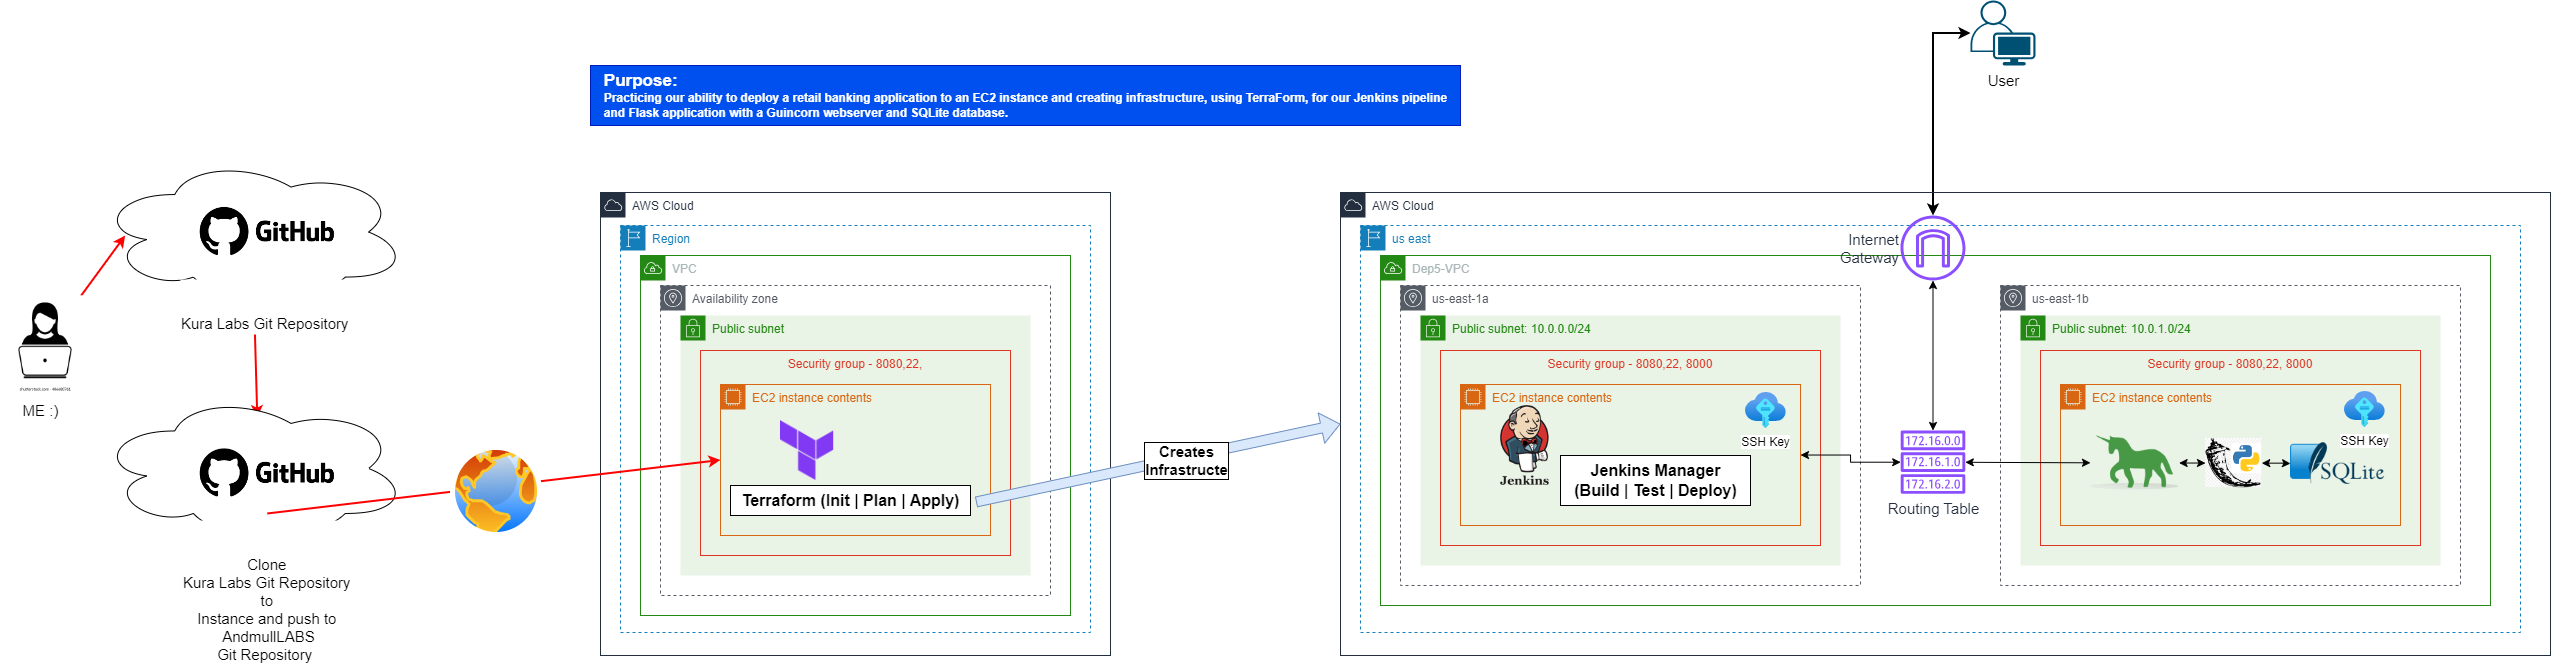 User
Purpose:
Practicing our ability to deploy a retail banking application to an EC2 instance and creating infrastructure, using TerraForm, for our Jenkins pipeline
and Flask application with a Guincorn webserver and SQLite database.
GitHub
Kura Labs Git Repository
ME :)
GitHub
Clone
Kura Labs Git Repository
to
Instance and push to
AndmullLABS
Git Repository
AWS Cloud
Region
VPC
Availability zone
Public subnet
Security group - 8080,22,
EC2 instance contents
Terraform (Init | Plan | Apply)
Creates
Infrastructe
AWS Cloud
us east
Dep5-VPC
us-east-1a
Public subnet: 10.0.0.0/24
Security group - 8080,22, 8000
EC2 instance contents
SSH Key
Jenkins
Jenkins Manager
(Build | Test | Deploy)
Internet
Gateway
172.16.0.0
172.16.1.0
172.16.2.0
Routing Table
us-east-1b
Public subnet: 10.0.1.0/24
Security group - 8080,22, 8000
EC2 instance contents
SSH Key
SQLite